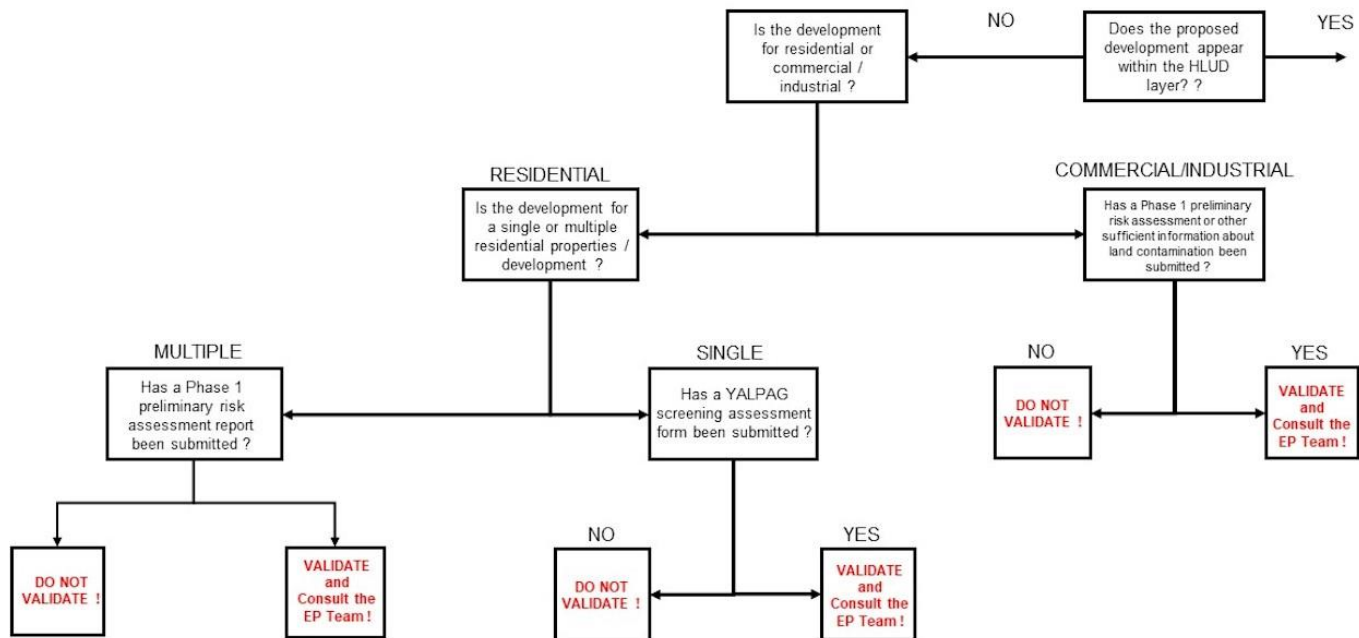 NO
YES
Is the development
for residential or
commercial /
industrial ?
Does the proposed
development appear
within the HLUD
layer? ?
RESIDENTIAL
COMMERCIAL/INDUSTRIAL
Is the development for
a single or multiple
residential properties /
development ?
Has a Phase 1 preliminary
risk assessment or other
sufficient information about
land contamination been
submitted ?
MULTIPLE
SINGLE
NO
YES
Has a Phase 1
preliminary risk
assessment report
been submitted ?
Has a YALPAG
screening assessment
form been submitted ?
DO NOT
VALIDATE !
VALIDATE
and
Consult the
EP Team !
NO
YES
DO NOT
VALIDATE !
VALIDATE
and
Consult the
EP Team !
DO NOT
VALIDATE !
VALIDATE
and
Consult the
EP Team !